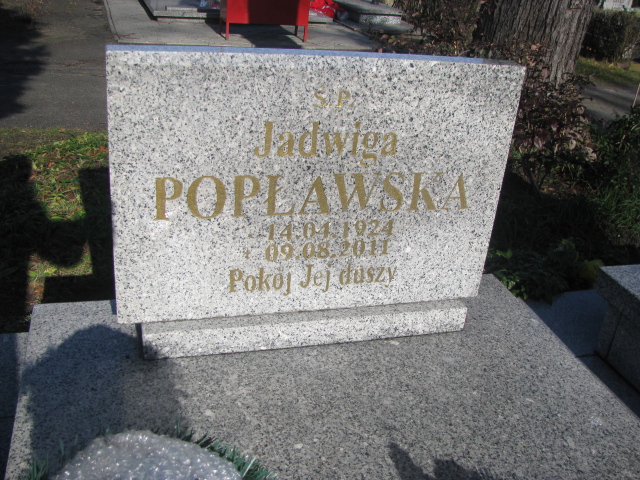 Ś.P.
Jadwiga
POPŁAWSKA
14.04.1924
+ 09.08.2011
Pokój Jej duszy